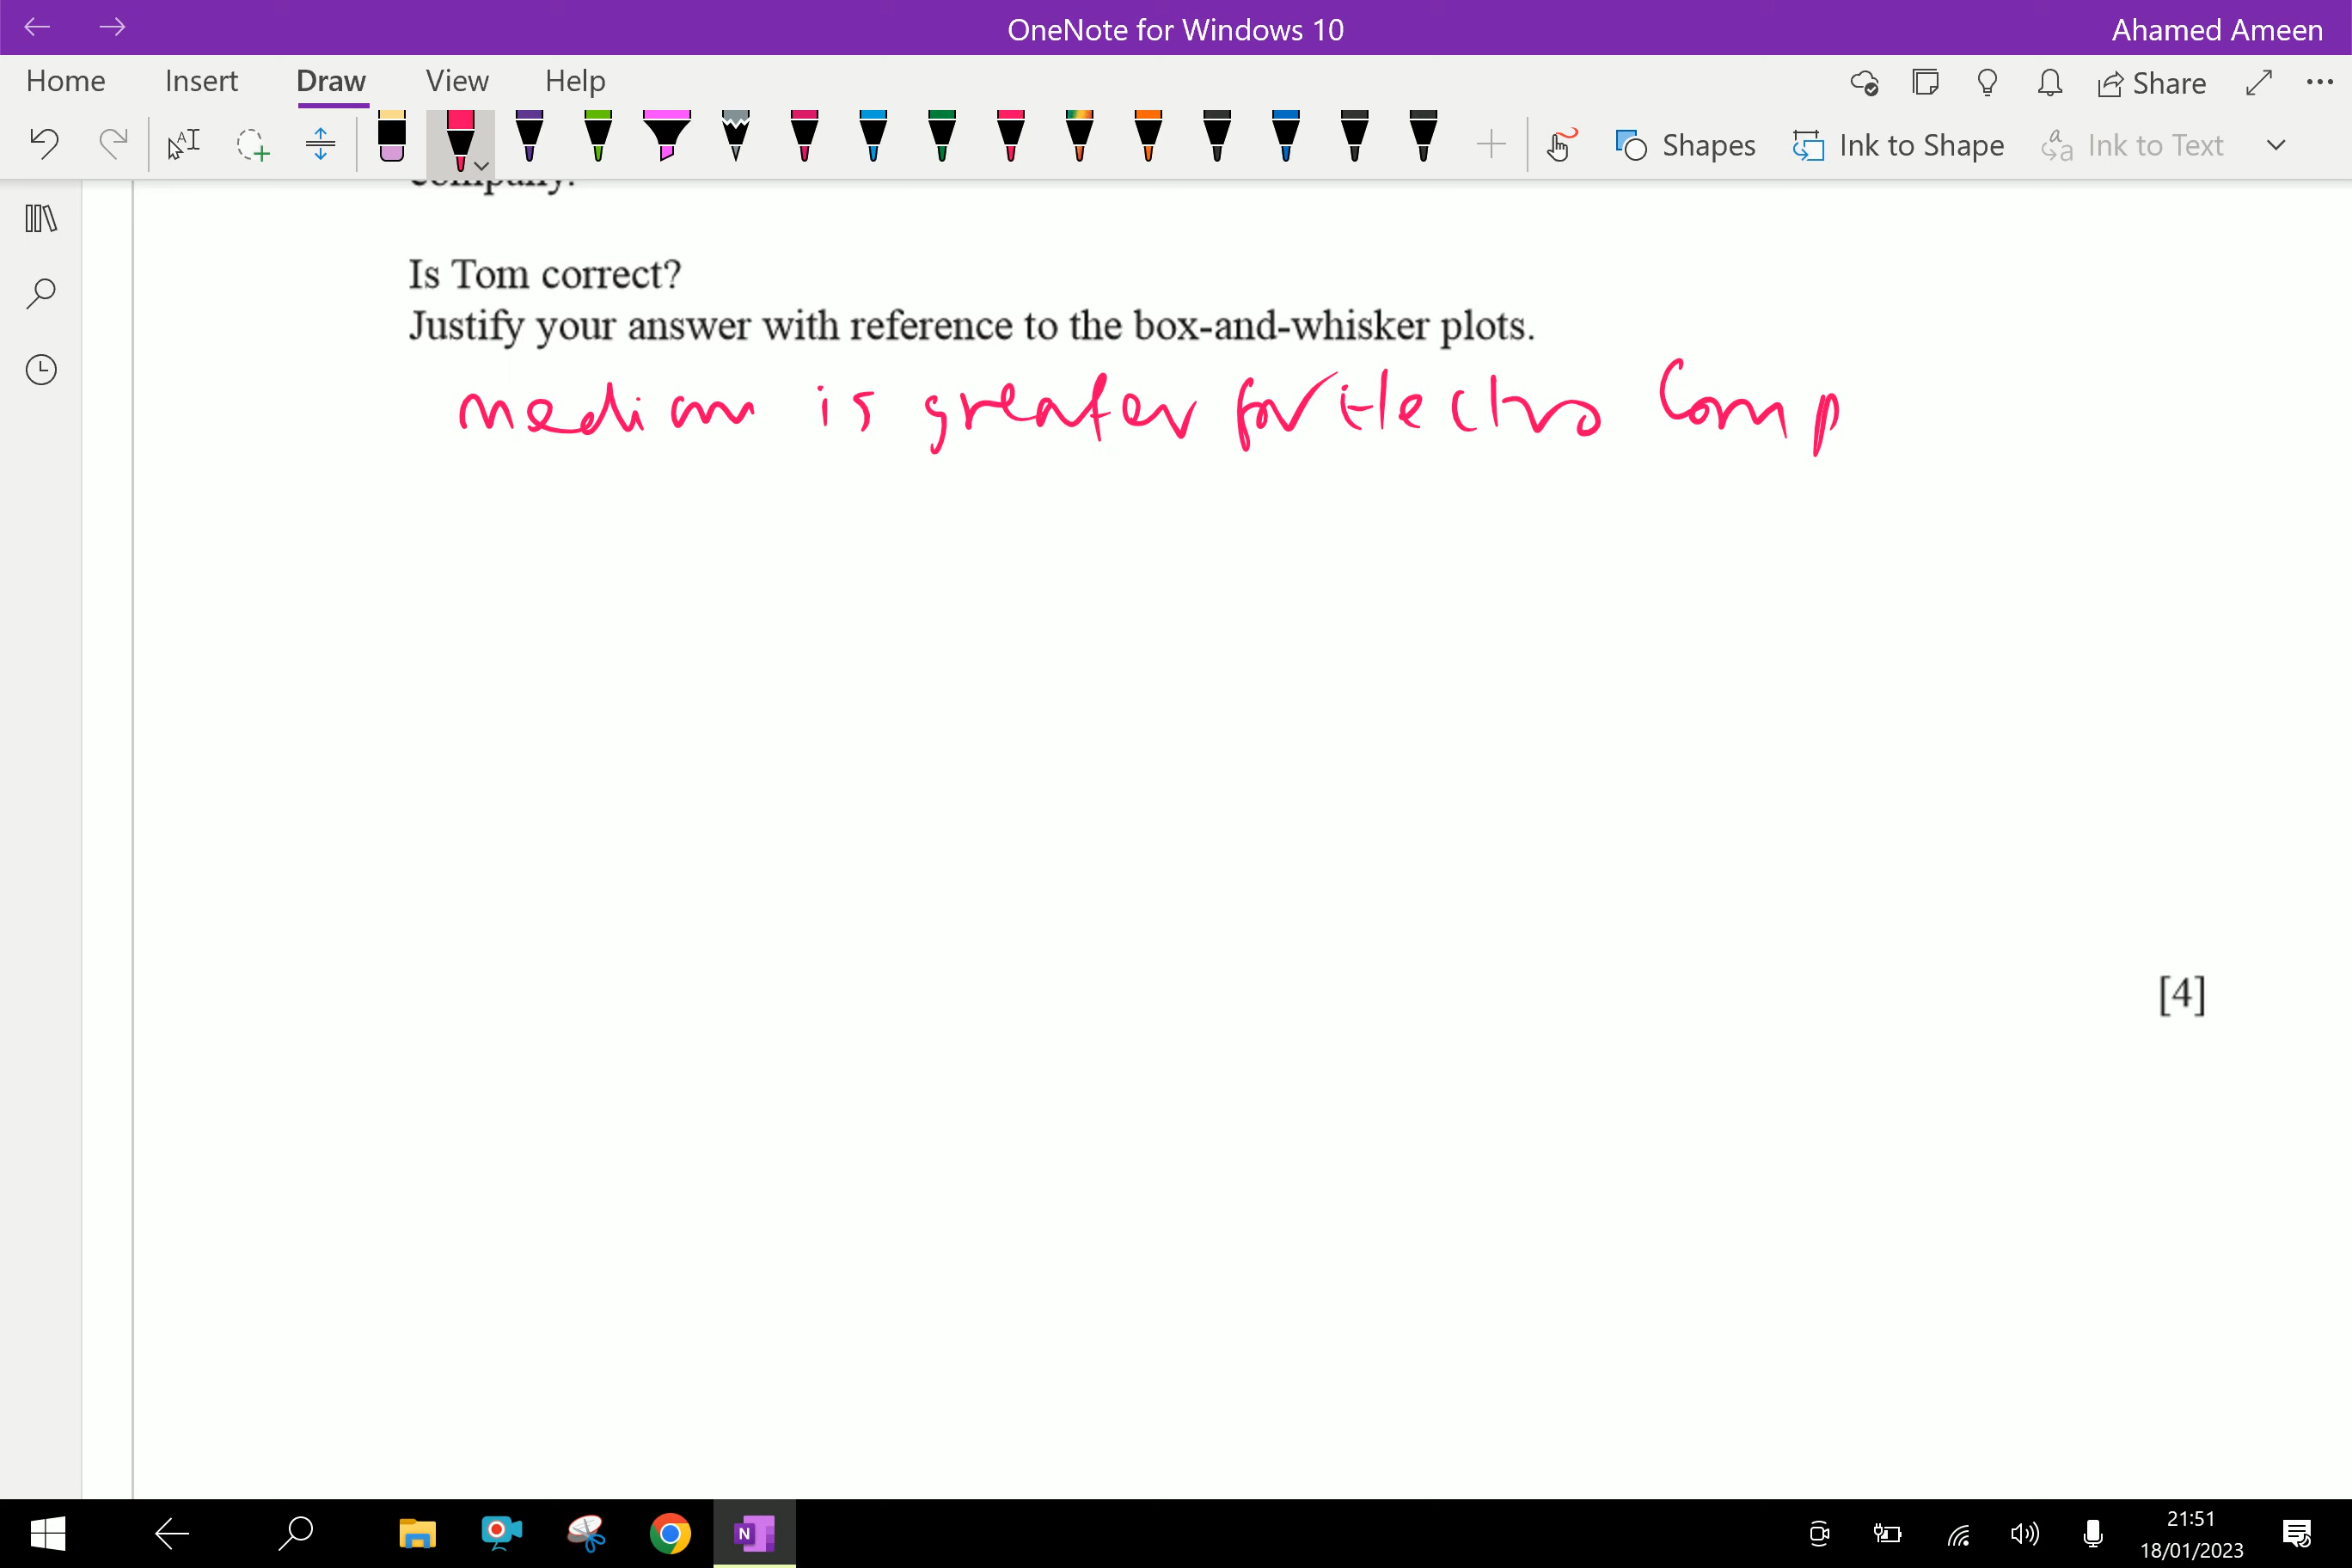 OneNote for Windows 10
Ahamed Ameen
Home Insert Draw View Help
Share
Shapes Ink to Shape Ink to Text
company.
Is Tom correct?
Justify your answer with reference to the box-and-whisker plots.
median is greater for Electro Comp
[4]
21:51
18/01/2023